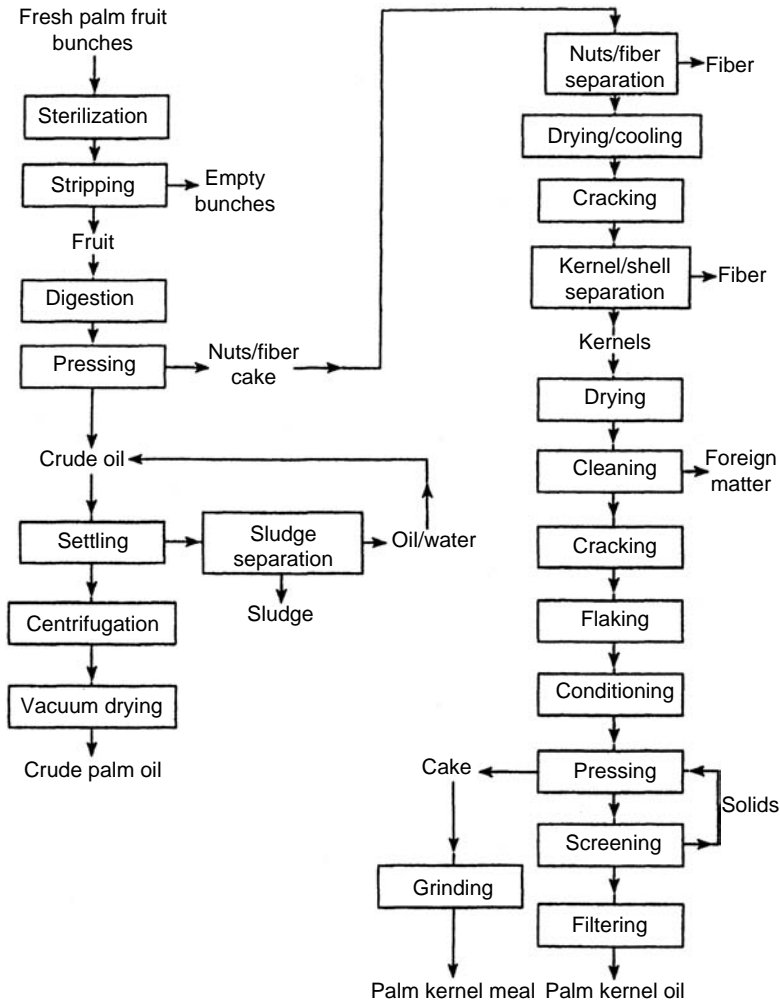 Fresh palm fruit
bunches
Sterilization
Stripping
Empty
bunches
Fruit
Digestion
Pressing
Nuts/fiber
cake
Crude oil
Settling
Sludge
separation
Oil/water
Sludge
Centrifugation
Vacuum drying
Crude palm oil
Nuts/fiber
separation
Fiber
Drying/cooling
Cracking
Kernel/shell
separation
Fiber
Kernels
Drying
Cleaning
Foreign
matter
Cracking
Flaking
Conditioning
Pressing
Cake
Solids
Screening
Grinding
Filtering
Palm kernel meal
Palm kernel oil